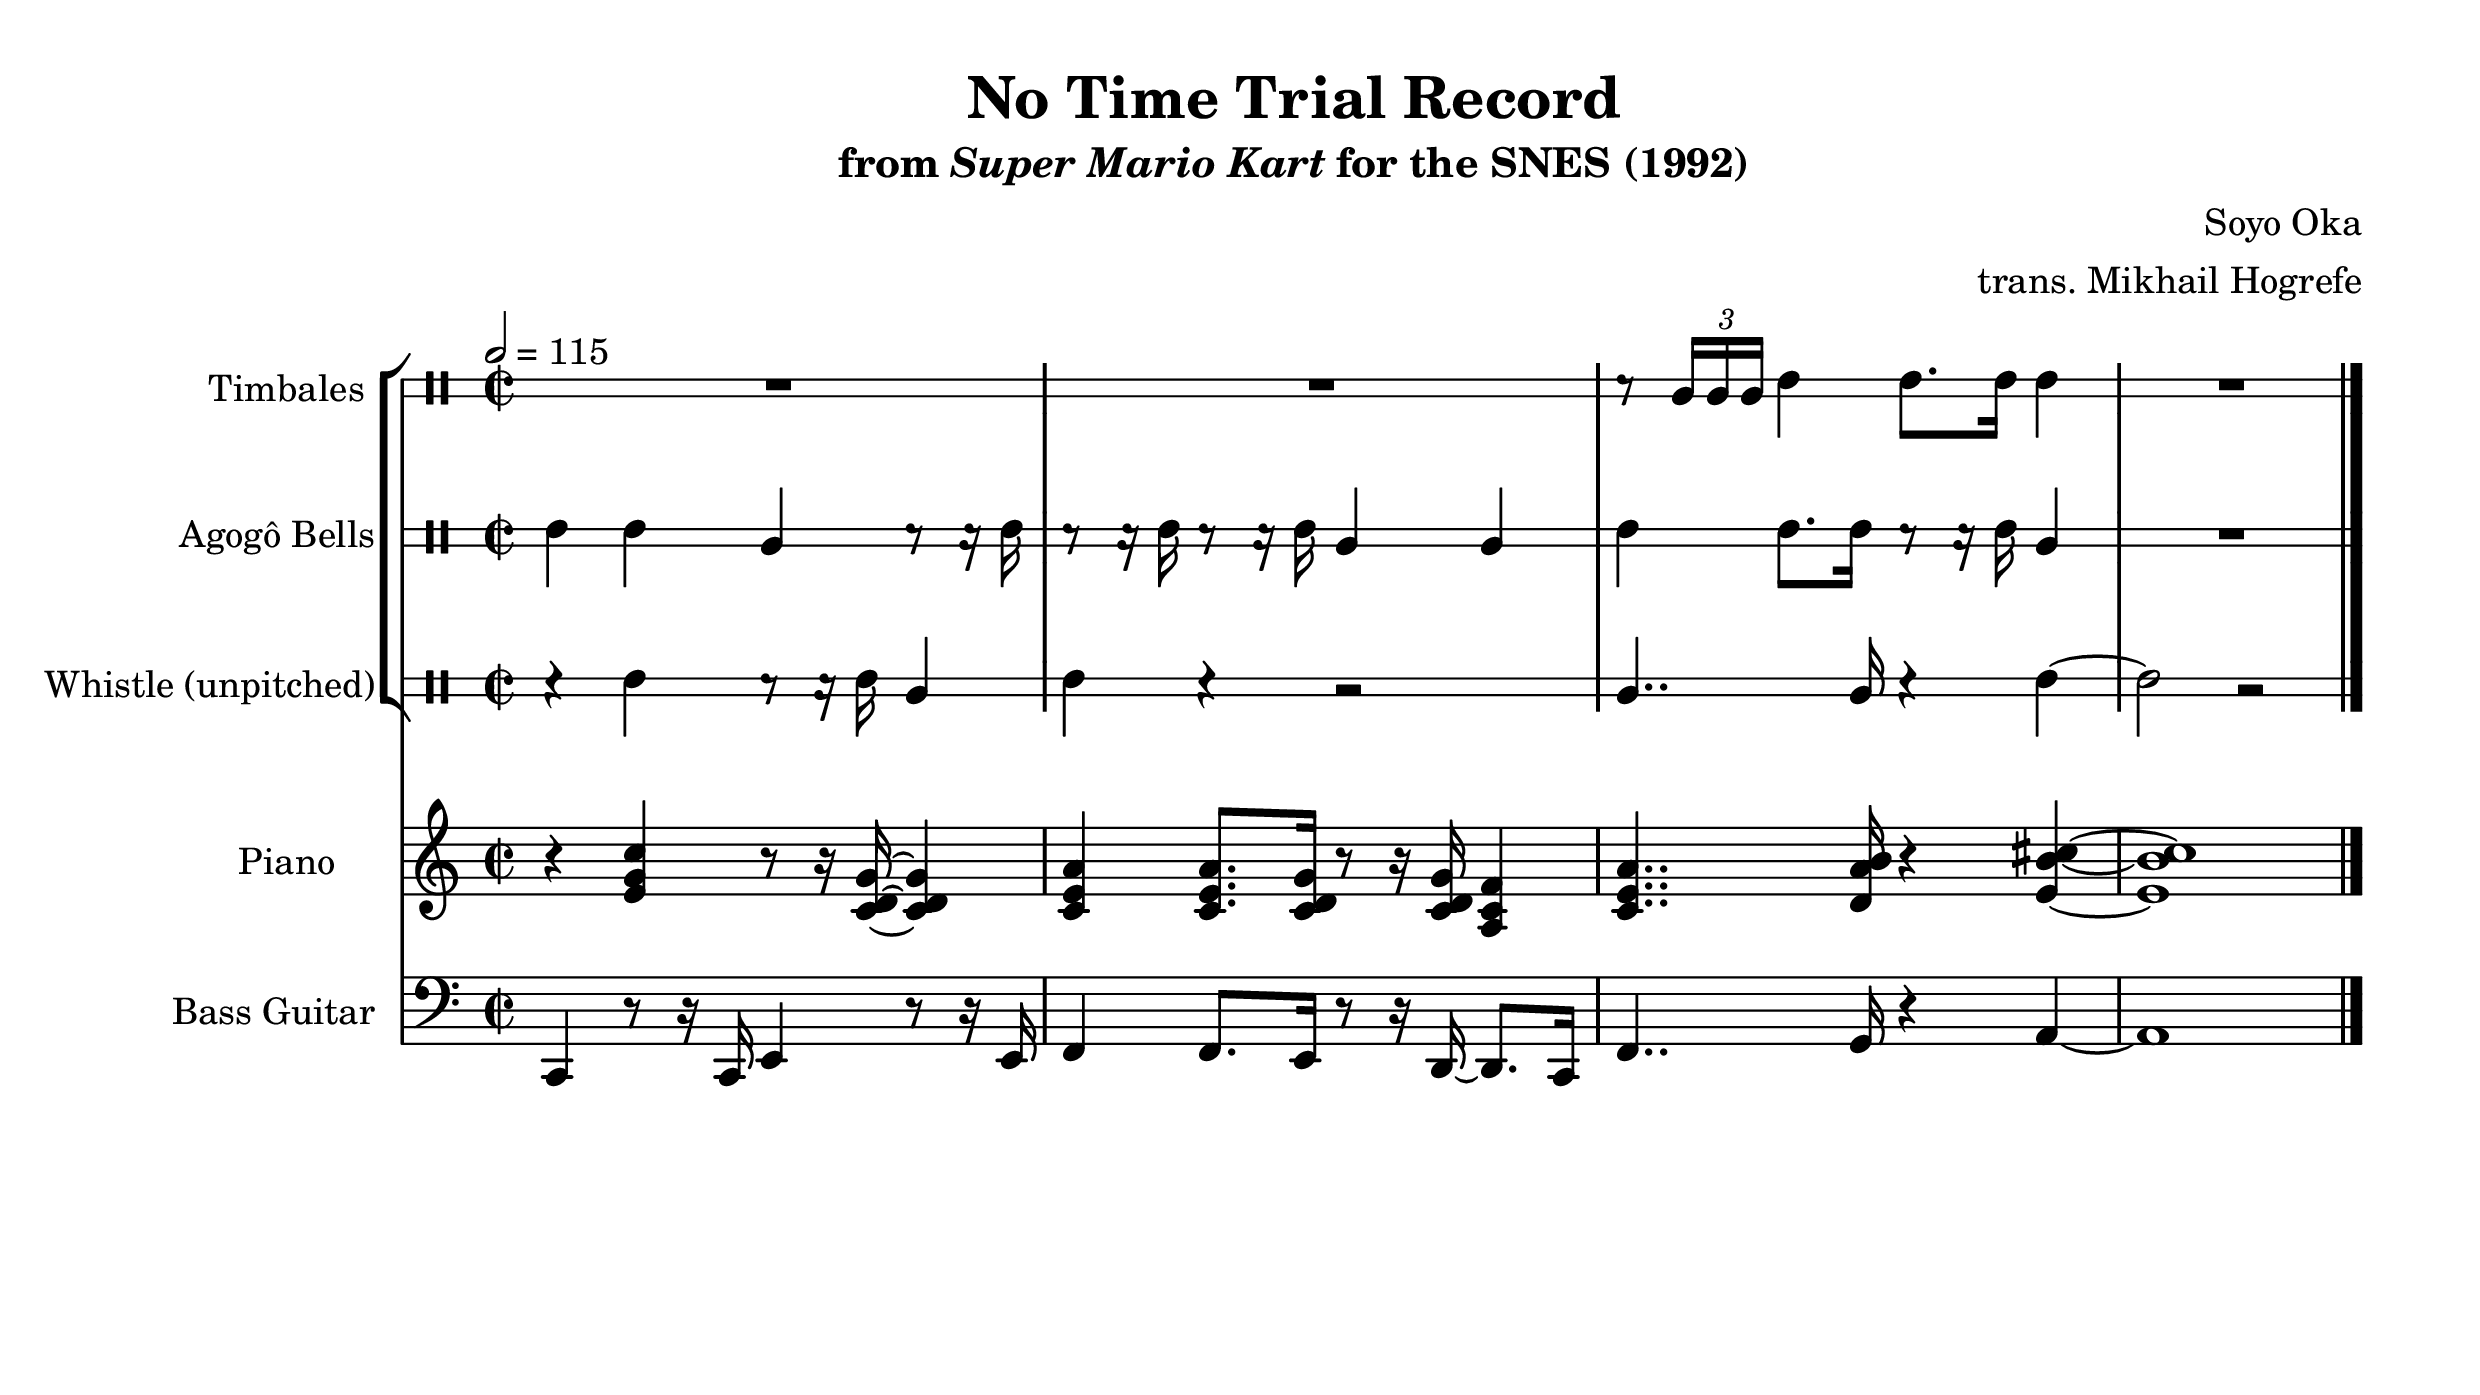 No Time Trial Record
from Super Mario Kart for the SNES (1992)
Soyo Oka
trans. Mikhail Hogrefe
= 115
3
Timbales
Agogô Bells
Whistle (unpitched)
Piano
Bass Guitar